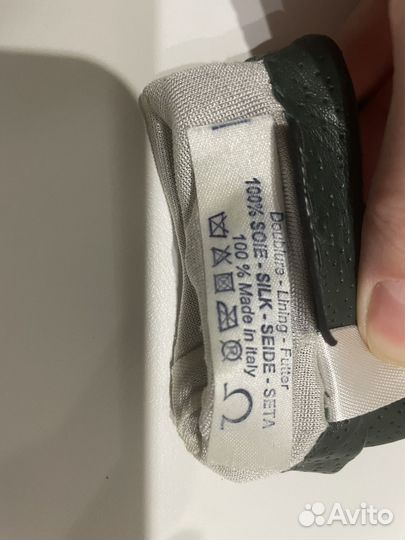 Doublure - Lining - Futter
100% SOIE - SILK - SEIDE - SETA
100 % Made in Italy
Avito